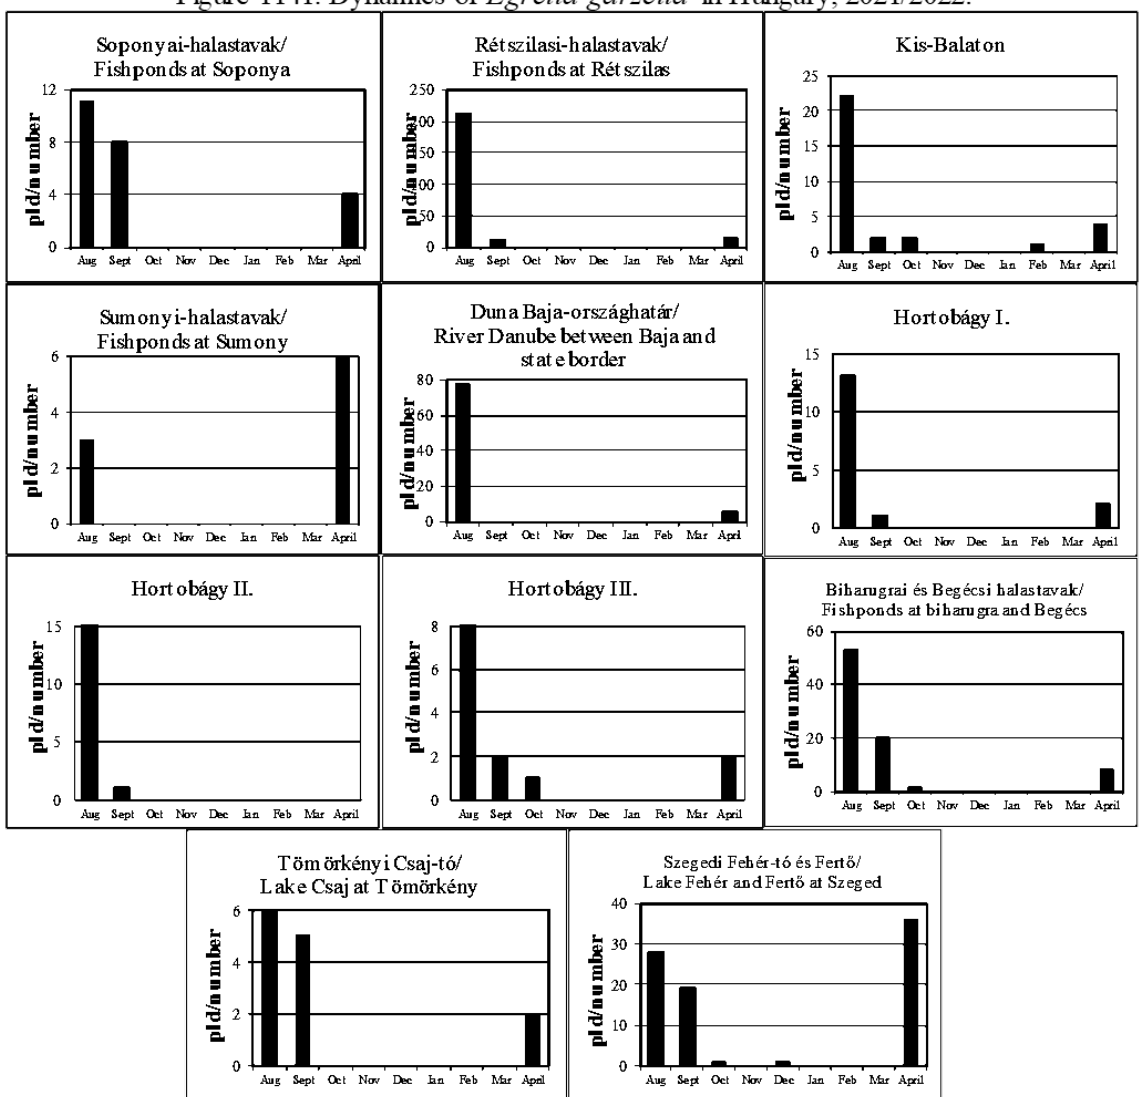 Figure 1141. Dynamics of Egretta garzetta in Hungary, 2021/2022.
Soponyai-halastavak/
Fishponds at Soponya
pld/number
12
8
4
0
Aug Sept Oct Nov Dec Jan Feb Mar April
Rétszilasi-halastavak/
Fishponds at Rétszilas
pld/number
250
200
150
100
50
0
Aug Sept Oct Nov Dec Jan Feb Mar April
Kis-Balaton
pld/number
25
20
15
10
5
0
Aug Sept Oct Nov Dec Jan Feb Mar April
Sumonyi-halastavak/
Fishponds at Sumony
pld/number
6
4
2
0
Aug Sept Oct Nov Dec Jan Feb Mar April
Duna Baja-országhatár/
River Danube between Baja and
state border
pld/number
80
60
40
20
0
Aug Sept Oct Nov Dec Jan Feb Mar April
Hortobágy I.
pld/number
15
10
5
0
Aug Sept Oct Nov Dec Jan Feb Mar April
Hortobágy II.
pld/number
15
10
5
0
Aug Sept Oct Nov Dec Jan Feb Mar April
Hortobágy III.
pld/number
8
6
4
2
0
Aug Sept Oct Nov Dec Jan Feb Mar April
Biharugrai és Begécsi halastavak/
Fishponds at biharugra and Begécs
pld/number
60
40
20
0
Aug Sept Oct Nov Dec Jan Feb Mar April
Tömörkényi Csaj-tó/
Lake Csaj at Tömörkény
pld/number
6
4
2
0
Aug Sept Oct Nov Dec Jan Feb Mar April
Szegedi Fehér-tó és Fertő/
Lake Fehér and Fertő at Szeged
pld/number
40
30
20
10
0
Aug Sept Oct Nov Dec Jan Feb Mar April